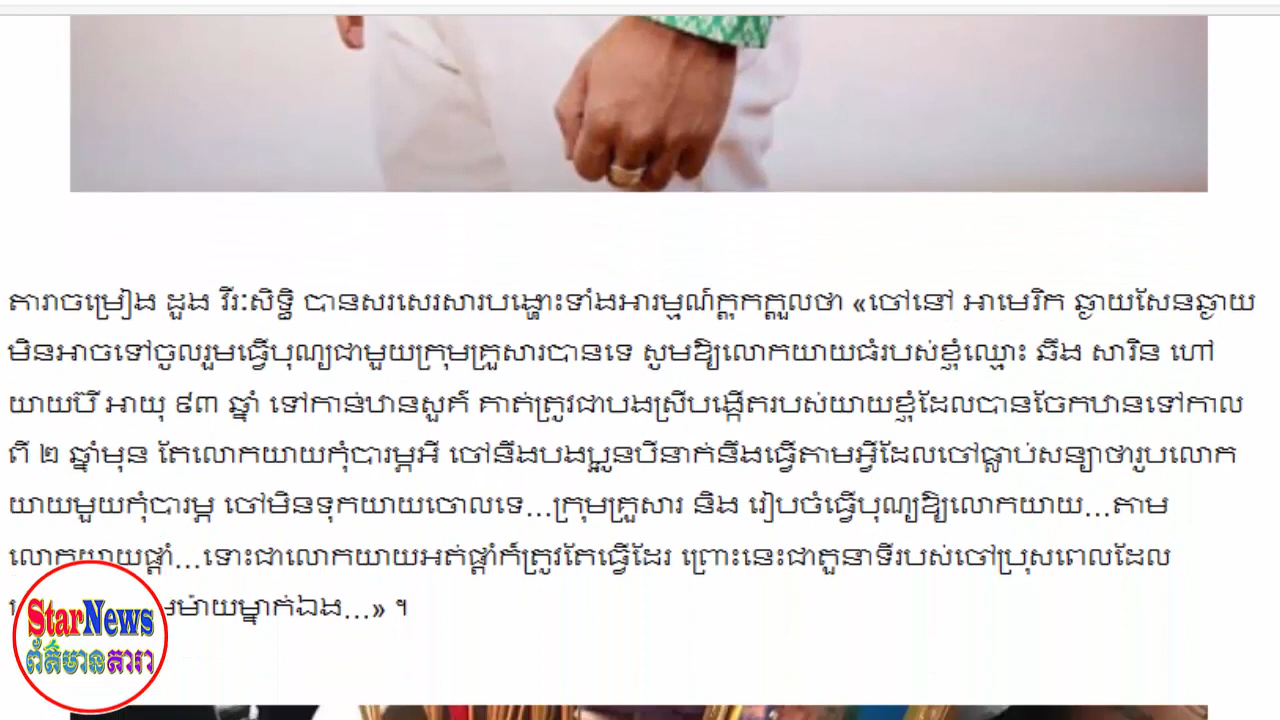 តារាចម្រៀង ដួង វីរៈសិទ្ធិ បានសរសេរសារបង្ហោះទាំងអារម្មណ៍ក្តុកក្តួលថា «ចៅនៅ អាមេរិក ឆ្ងាយសែនឆ្ងាយ
មិនអាចទៅចូលរួមធ្វើបុណ្យជាមួយក្រុមគ្រួសារបានទេ សូមឱ្យលោកយាយធំរបស់ខ្ញុំឈ្មោះ ឆឹង សារិន ហៅ
យាយប៊ី អាយុ ៩៣ ឆ្នាំ ទៅកាន់ឋានសួគ៌ គាត់ត្រូវជាបងស្រីបង្កើតរបស់យាយខ្ញុំដែលបានចែកឋានទៅកាល
ពី ២ ឆ្នាំមុន តែលោកយាយកុំបារម្ភអី ចៅនឹងបងប្អូនបីនាក់នឹងធ្វើតាមអ្វីដែលចៅធ្លាប់សន្យាថារូបលោក
យាយមួយកុំបារម្ភ ចៅមិនទុកយាយចោលទេ...ក្រុមគ្រួសារ និង រៀបចំធ្វើបុណ្យឱ្យលោកយាយ...តាម
លោកយាយផ្តាំ...ទោះជាលោកយាយអត់ផ្តាំក៏ត្រូវតែធ្វើដែរ ព្រោះនេះជាតួនាទីរបស់ចៅប្រុសពេលដែល
ម៉ាយម្នាក់ឯង...» ។
StarNews
ព័ត៌មានតារា